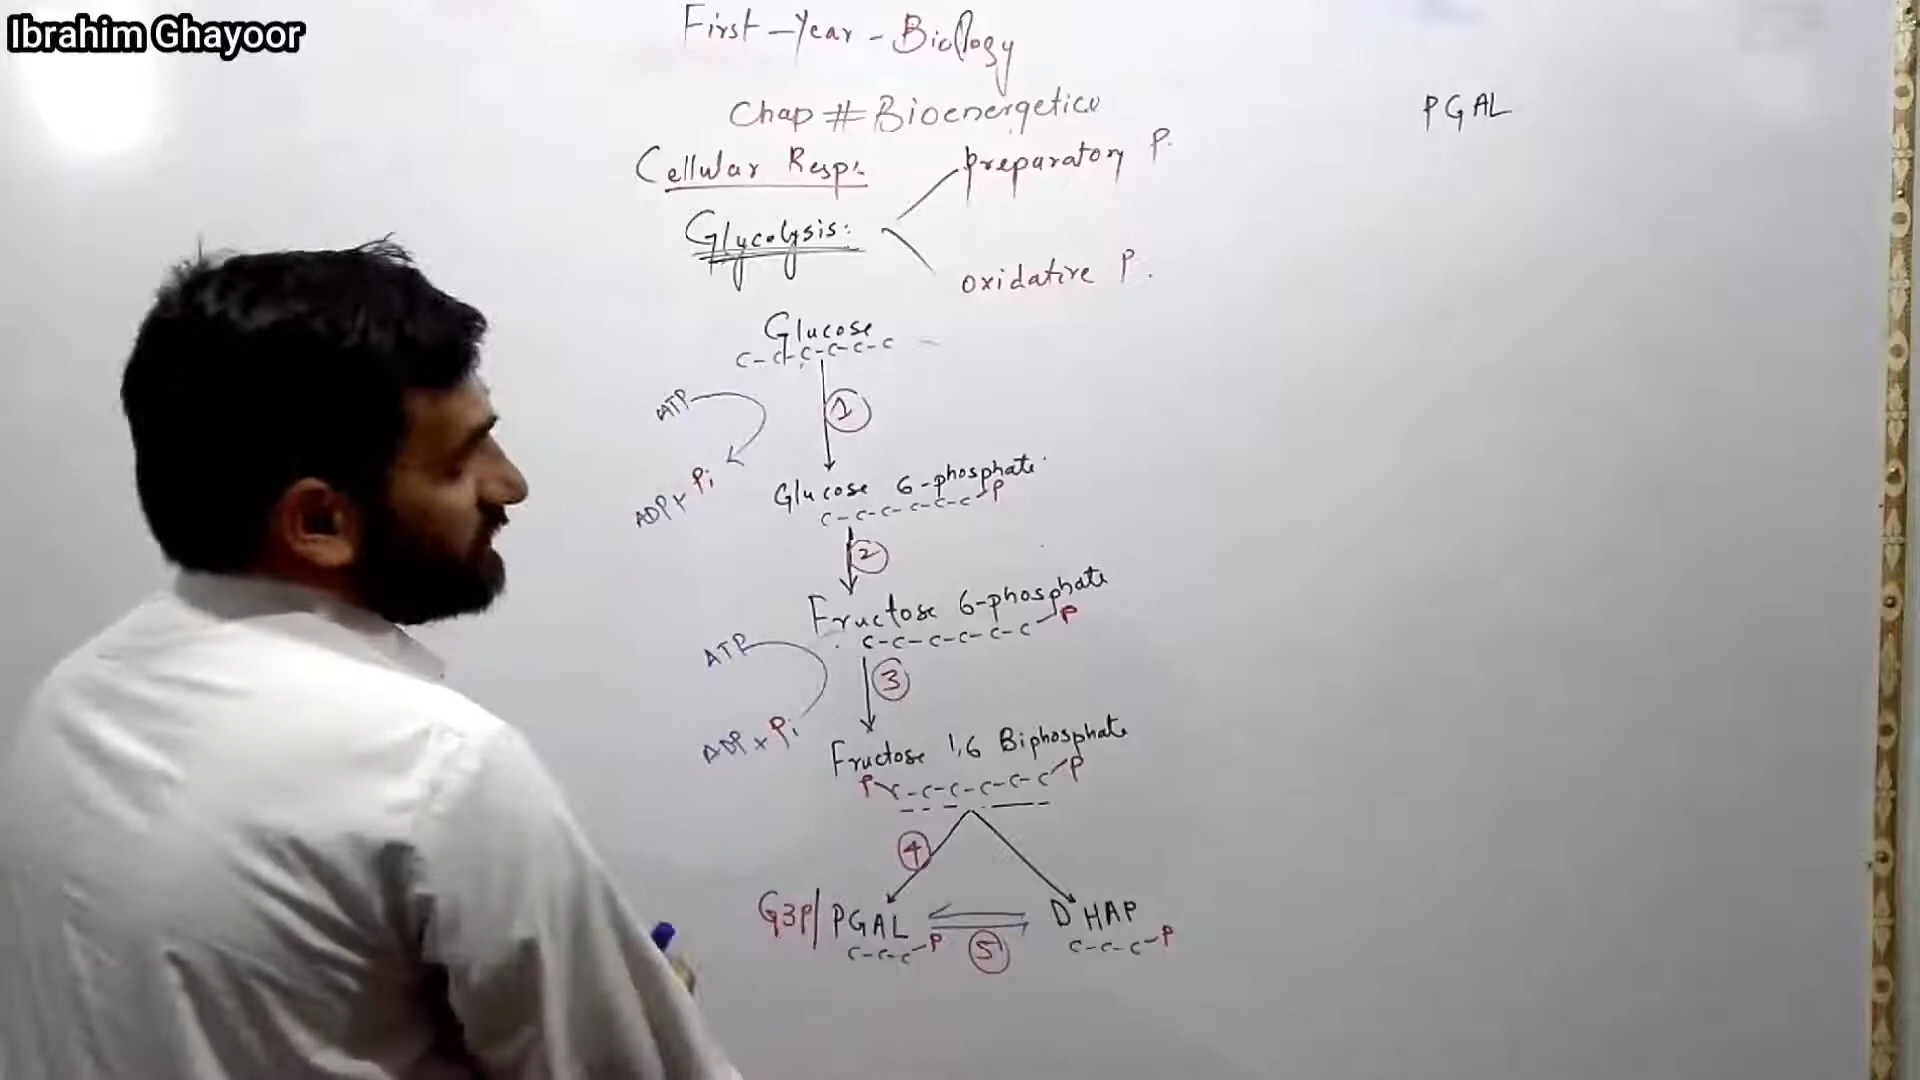 Ibrahim Ghayoor
First-Year-Biology
Chap # Bioenergetics
PGAL
Cellular Resp:
preparatory P.
Glycolysis:
oxidative P.
Glucose
C-C-C-C-C-C
ATP
1
ADP+Pi
Glucose 6-phosphate
C-C-C-C-C-C-P
2
Fructose 6-phosphate
C-C-C-C-C-C-P
ATP
3
ADP+Pi
Fructose 1,6 Biphosphate
P-C-C-C-C-C-C-P
4
G3P/PGAL
DHAP
C-C-C-P
5
C-C-C-P